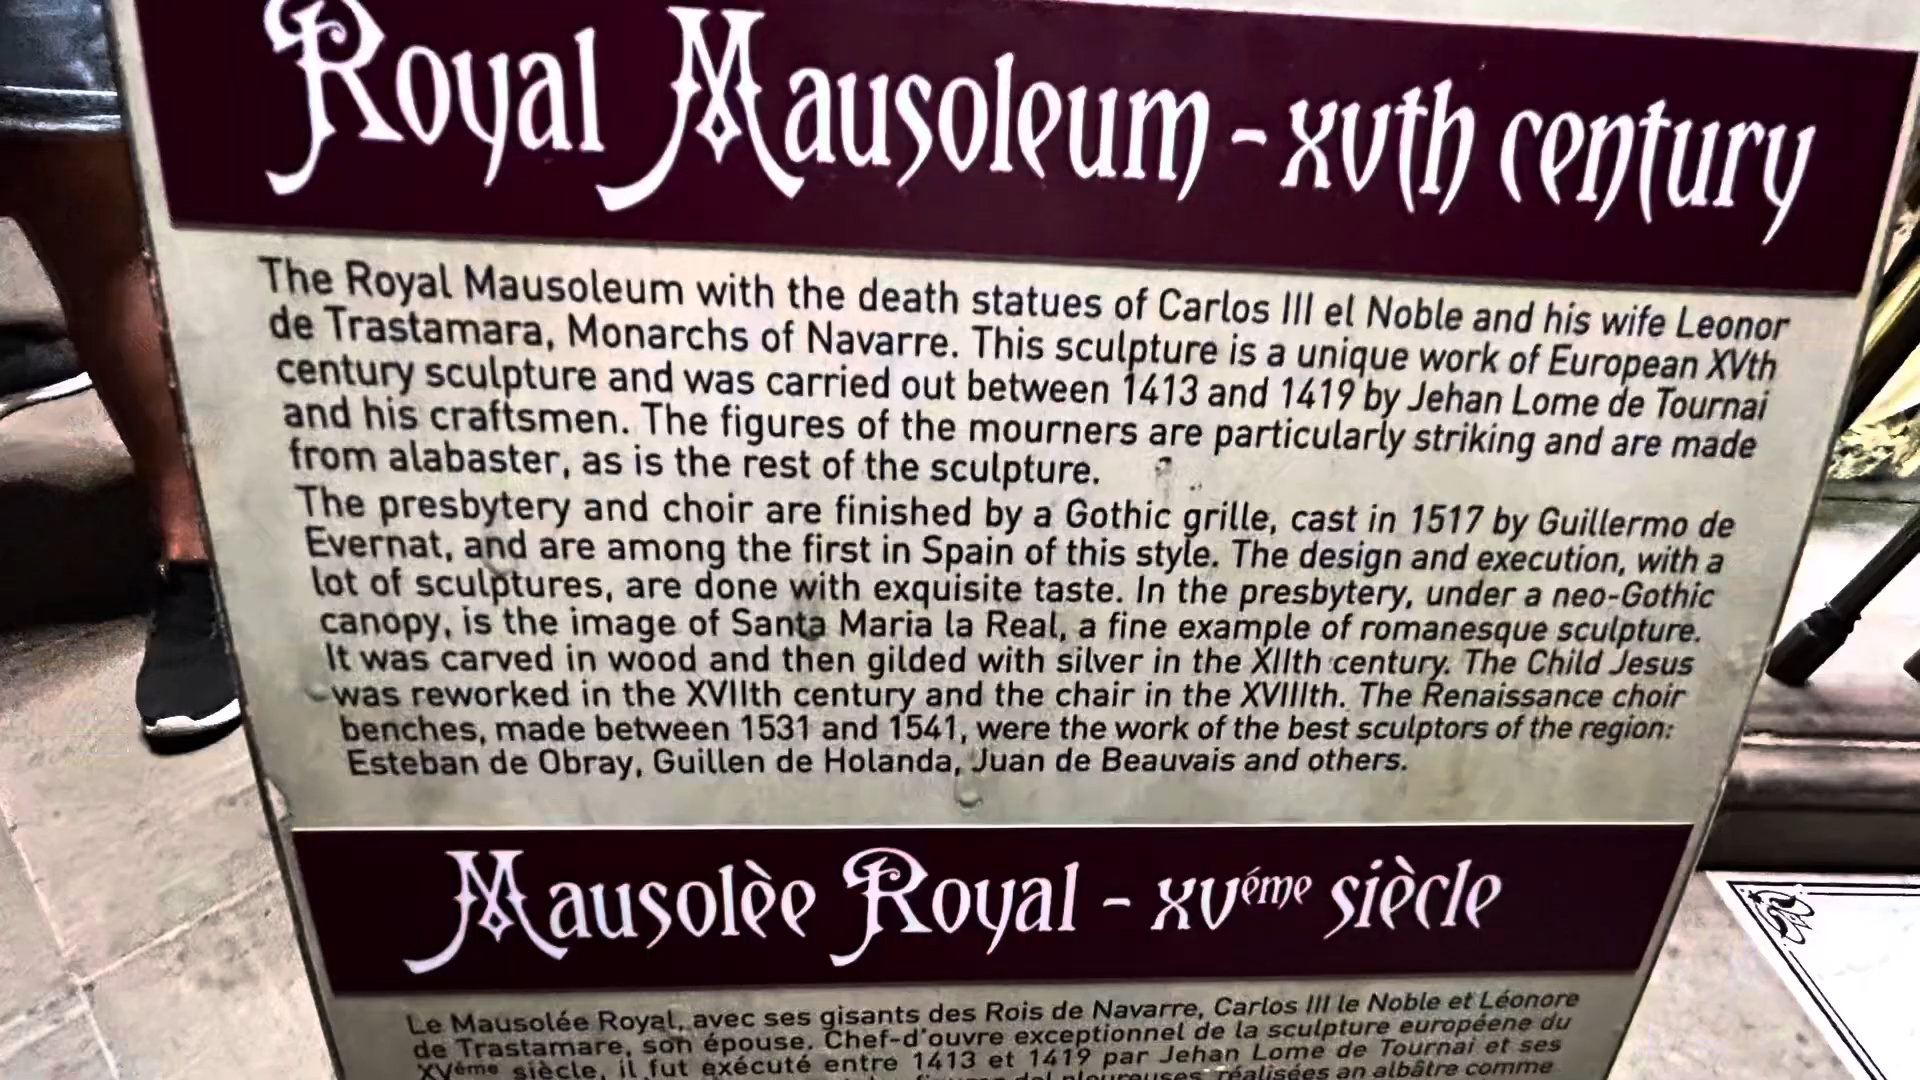 Royal Mausoleum - XVth century
The Royal Mausoleum with the death statues of Carlos III el Noble and his wife Leonor
de Trastamara, Monarchs of Navarre. This sculpture is a unique work of European XVth
century sculpture and was carried out between 1413 and 1419 by Jehan Lome de Tournai
and his craftsmen. The figures of the mourners are particularly striking and are made
from alabaster, as is the rest of the sculpture.
The presbytery and choir are finished by a Gothic grille, cast in 1517 by Guillermo de
Evernat, and are among the first in Spain of this style. The design and execution, with a
lot of sculptures, are done with exquisite taste. In the presbytery, under a neo-Gothic
canopy, is the image of Santa Maria la Real, a fine example of romanesque sculpture.
It was carved in wood and then gilded with silver in the XIIth century. The Child Jesus
was reworked in the XVIIth century and the chair in the XVIIIth. The Renaissance choir
benches, made between 1531 and 1541, were the work of the best sculptors of the region:
Esteban de Obray, Guillen de Holanda, Juan de Beauvais and others.
Mausolèe Royal - XVéme siècle
Le Mausolée Royal, avec ses gisants des Rois de Navarre, Carlos III le Noble et Léonore
de Trastamare, son épouse. Chef-d'ouvre exceptionnel de la sculpture européene du
XVéme siècle, il fut exécuté entre 1413 et 1419 par Jehan Lome de Tournai et ses
pleureuses, réalisées an albâtre comme